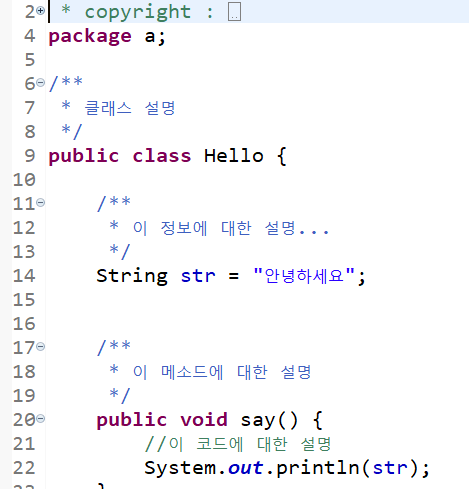 2 * copyright :
4 package a;
5
6 /**
7 * 클래스 설명
8 */
9 public class Hello {
10
11 /**
12 * 이 정보에 대한 설명...
13 */
14 String str = "안녕하세요";
15
16
17 /**
18 * 이 메소드에 대한 설명
19 */
20 public void say() {
21 //이 코드에 대한 설명
22 System.out.println(str);